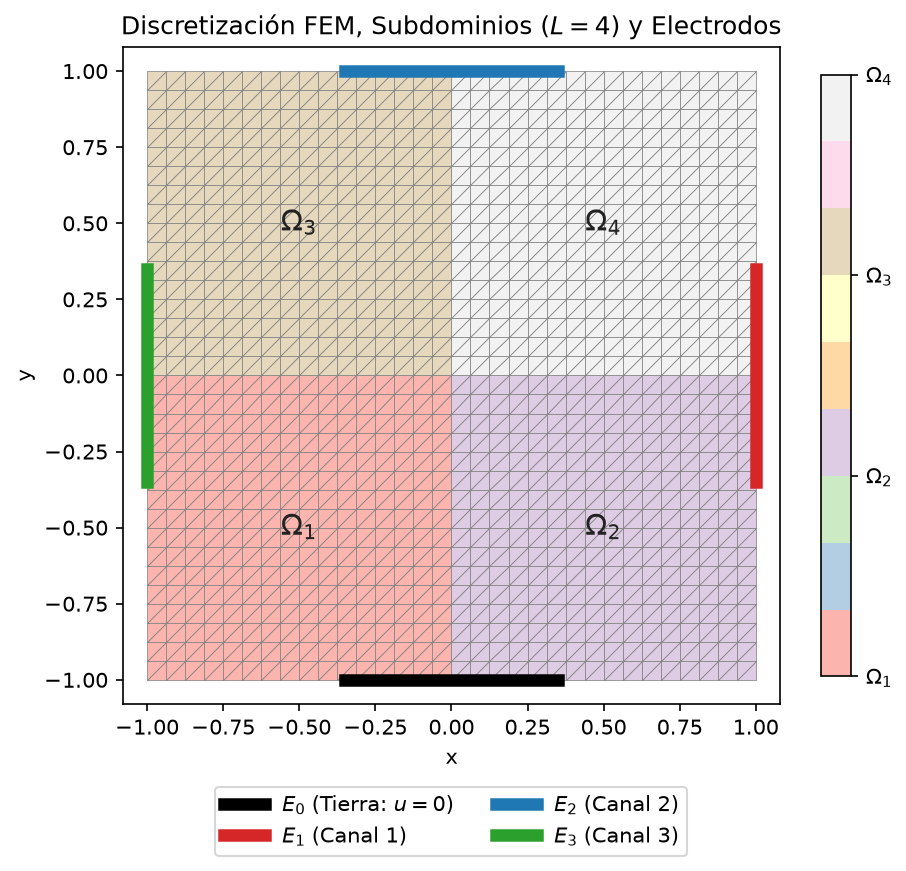 Discretización FEM, Subdominios (L = 4) y Electrodos
y
1.00
0.75
0.50
0.25
0.00
−0.25
−0.50
−0.75
−1.00
Ω₃
Ω₄
Ω₁
Ω₂
−1.00 −0.75 −0.50 −0.25 0.00 0.25 0.50 0.75 1.00
x
Ω₄
Ω₃
Ω₂
Ω₁
E₀ (Tierra: u = 0)
E₁ (Canal 1)
E₂ (Canal 2)
E₃ (Canal 3)